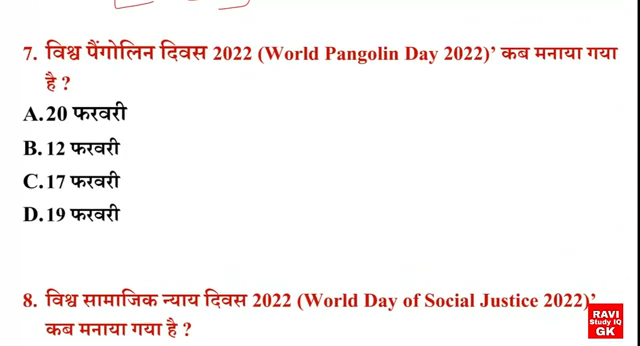 7. विश्व पैंगोलिन दिवस 2022 (World Pangolin Day 2022)’ कब मनाया गया
है ?
A.20 फरवरी
B.12 फरवरी
C.17 फरवरी
D.19 फरवरी
8. विश्व सामाजिक न्याय दिवस 2022 (World Day of Social Justice 2022)’
कब मनाया गया है ?
RAVI
Study IQ
GK